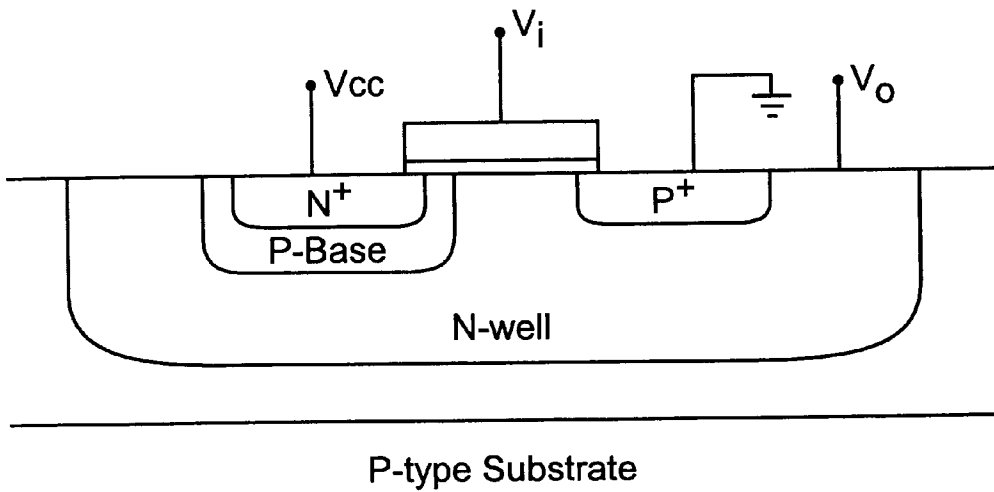 Vi
Vcc
Vo
N+
P+
P-Base
N-well
P-type Substrate